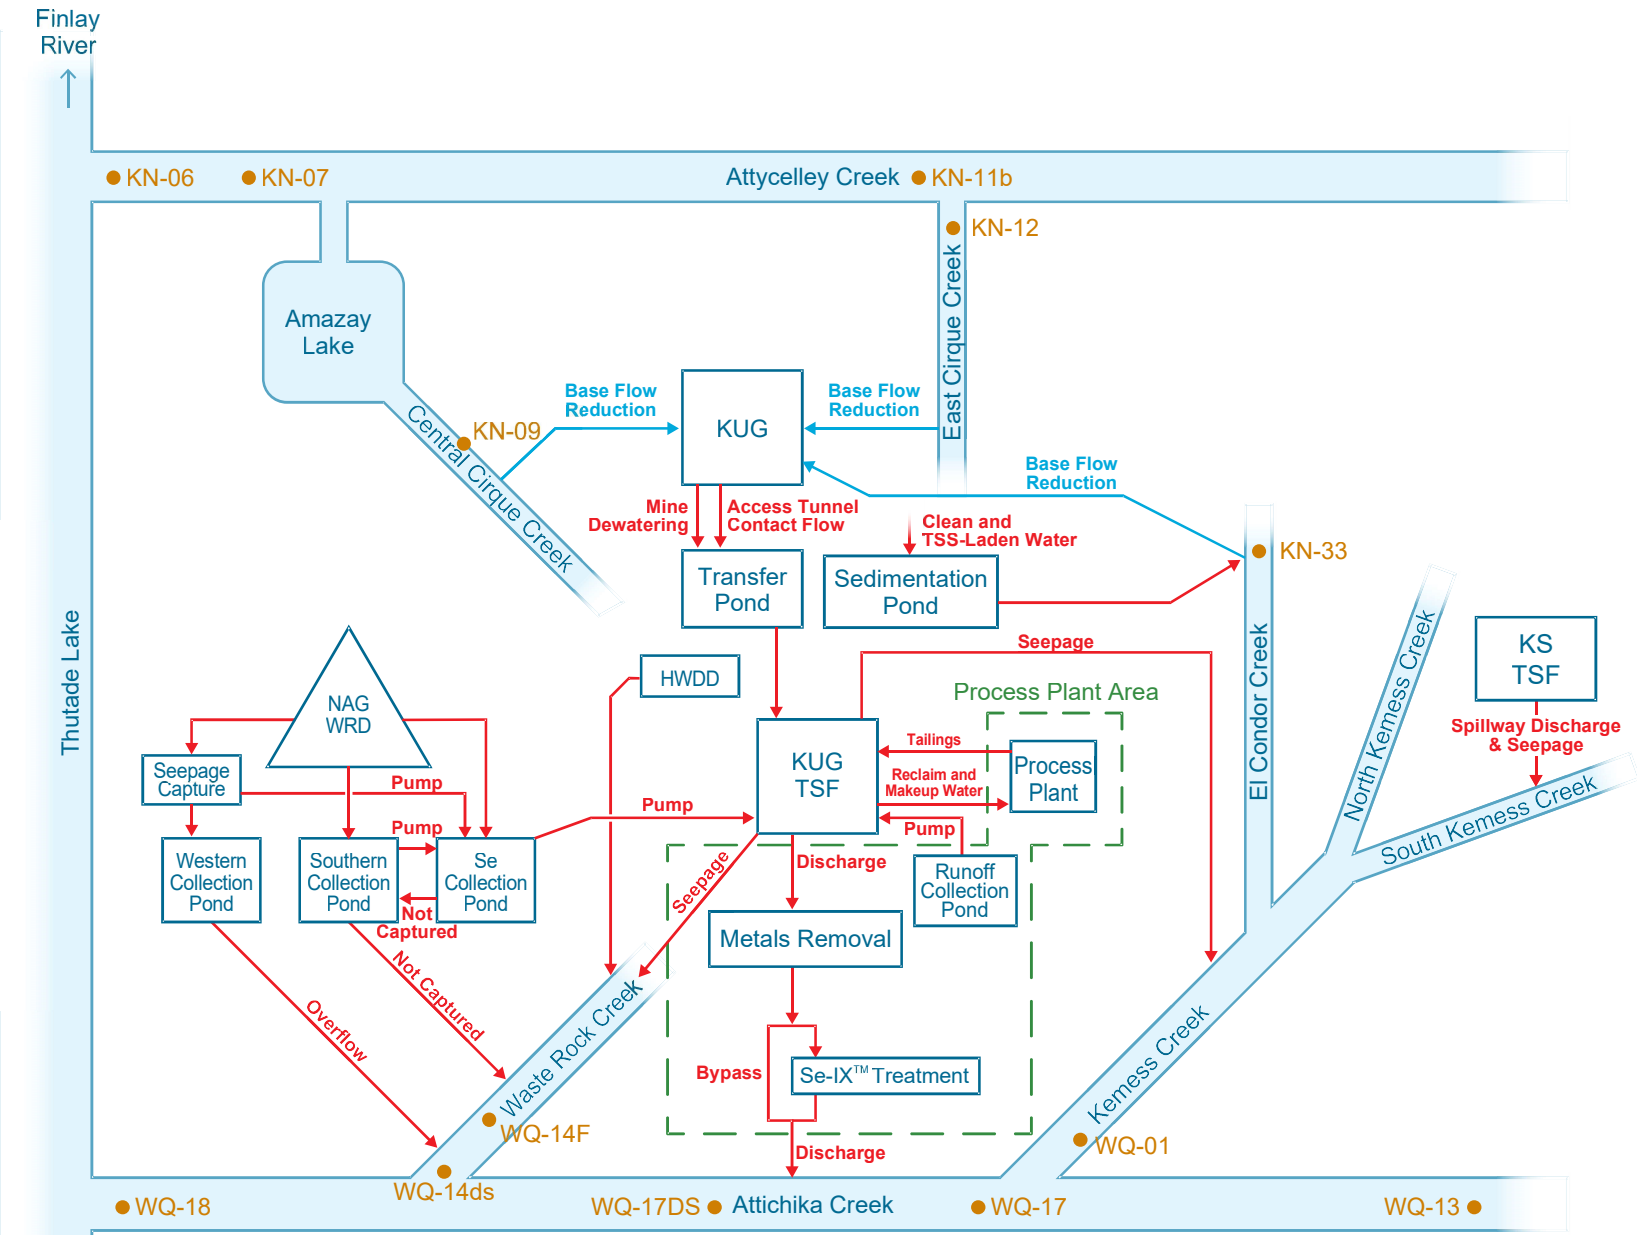 Finlay
River
KN-06
KN-07
Attycelley Creek
KN-11b
KN-12
East Cirque Creek
Amazay
Lake
Central Cirque Creek
KN-09
Base Flow
Reduction
KUG
Base Flow
Reduction
Base Flow
Reduction
Mine
Dewatering
Access Tunnel
Contact Flow
Clean and
TSS-Laden Water
KN-33
Transfer
Pond
Sedimentation
Pond
Thutade Lake
El Condor Creek
North Kemess Creek
South Kemess Creek
KS
TSF
Spillway Discharge
& Seepage
Seepage
HWDD
Process Plant Area
NAG
WRD
Seepage
Capture
Pump
Pump
Pump
KUG
TSF
Tailings
Reclaim and
Makeup Water
Process
Plant
Pump
Western
Collection
Pond
Southern
Collection
Pond
Se
Collection
Pond
Not
Captured
Seepage
Discharge
Runoff
Collection
Pond
Metals Removal
Overflow
Not Captured
Waste Rock Creek
Bypass
Se-IX™ Treatment
Kemess Creek
WQ-14F
WQ-01
Discharge
WQ-14ds
WQ-18
WQ-17DS
Attichika Creek
WQ-17
WQ-13